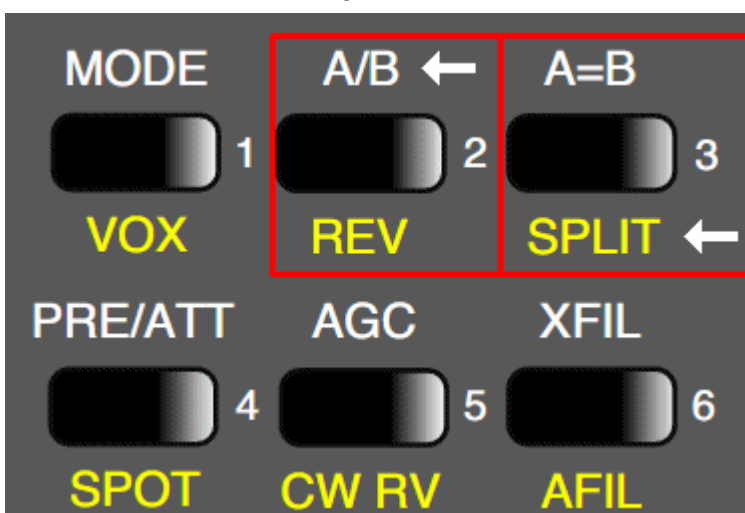 MODE A/B ← A=B
1 2 3
VOX REV SPLIT ←
PRE/ATT AGC XFIL
4 5 6
SPOT CW RV AFIL